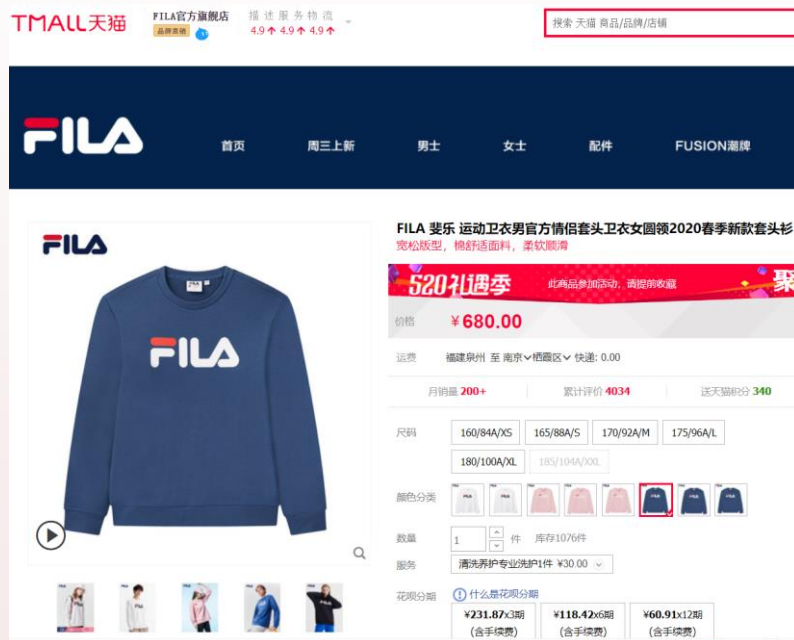 TMALL天猫
FILA官方旗舰店
品牌直销
描述 服务 物流
4.9 4.9 4.9
搜索 天猫 商品/品牌/店铺
FILA
首页
周三上新
男士
女士
配件
FUSION潮牌
FILA
FILA
FILA 斐乐 运动卫衣男官方情侣套头卫衣女圆领2020春季新款套头衫
宽松版型，棉舒适面料，柔软顺滑
520礼遇季
此商品参加活动，请提前收藏
聚
价格
¥680.00
运费
福建泉州 至 南京 栖霞区 快递: 0.00
月销量 200+
累计评价 4034
送天猫积分 340
尺码
160/84A/XS
165/88A/S
170/92A/M
175/96A/L
180/100A/XL
185/104A/XXL
颜色分类
数量
1
件
库存1076件
服务
清洗养护专业洗护1件 ¥30.00
花呗分期
什么是花呗分期
¥231.87x3期
(含手续费)
¥118.42x6期
(含手续费)
¥60.91x12期
(含手续费)